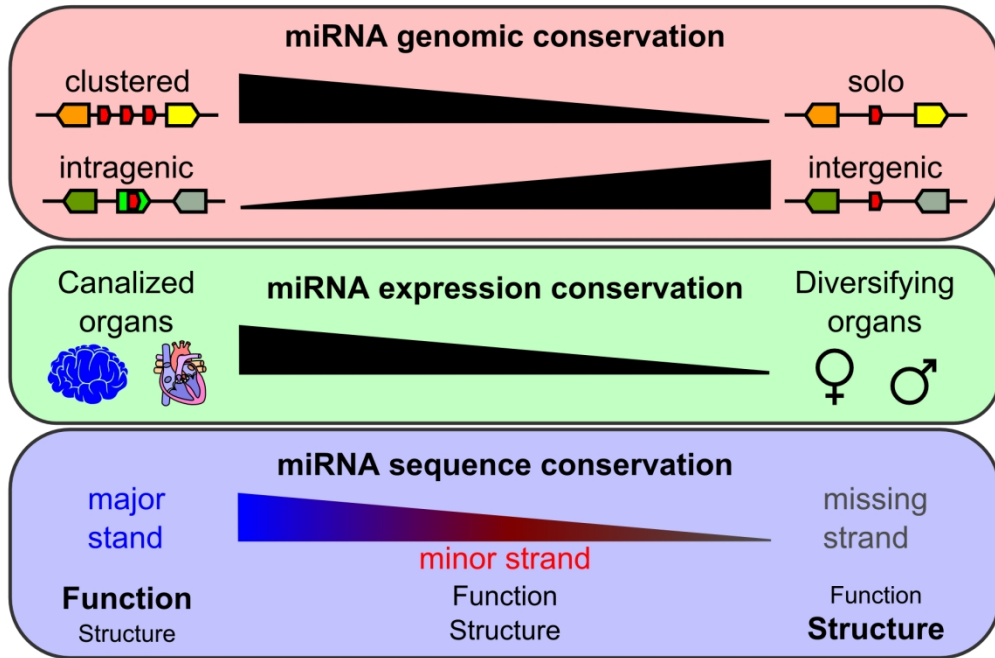 miRNA genomic conservation
clustered
solo
intragenic
intergenic
Canalized
organs
miRNA expression conservation
Diversifying
organs
miRNA sequence conservation
major
stand
minor strand
missing
strand
Function
Structure
Function
Structure
Function
Structure